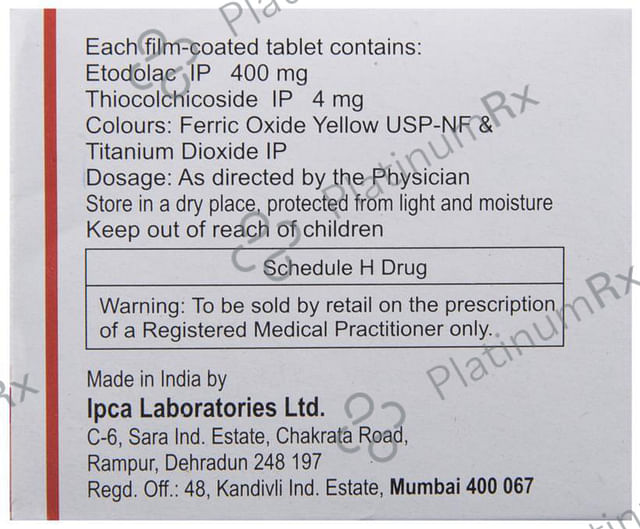 Each film-coated tablet contains:
Etodolac IP 400 mg
Thiocolchicoside IP 4 mg
Colours: Ferric Oxide Yellow USP-NF &
Titanium Dioxide IP
Dosage: As directed by the Physician
Store in a dry place, protected from light and moisture
Keep out of reach of children
Schedule H Drug
Warning: To be sold by retail on the prescription
of a Registered Medical Practitioner only.
Made in India by
Ipca Laboratories Ltd.
C-6, Sara Ind. Estate, Chakrata Road,
Rampur, Dehradun 248 197
Regd. Off.: 48, Kandivli Ind. Estate, Mumbai 400 067
PlatinumRx
PlatinumRx